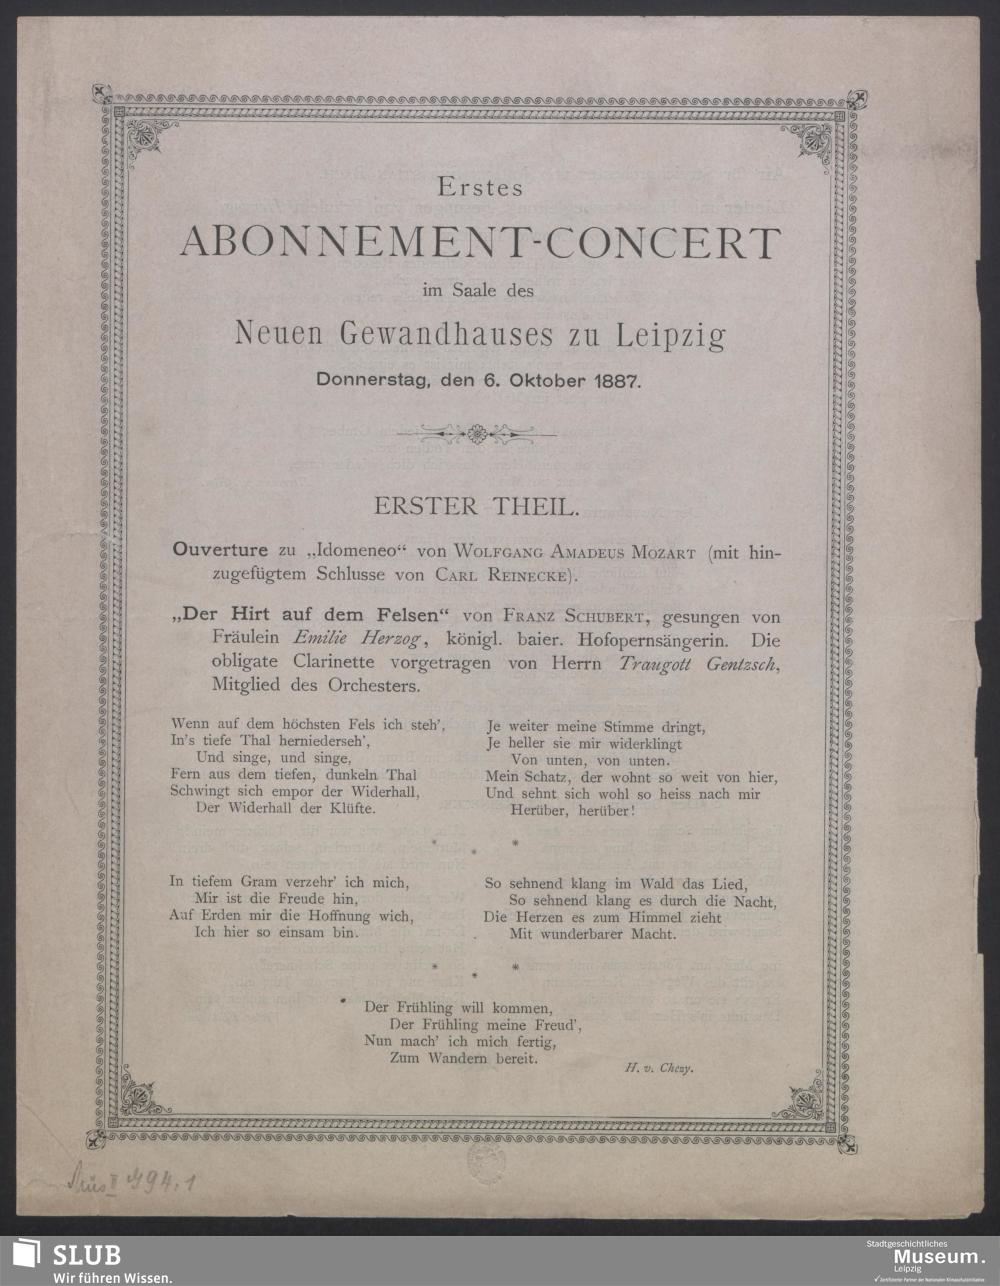 Erstes
ABONNEMENT-CONCERT
im Saale des
Neuen Gewandhauses zu Leipzig
Donnerstag, den 6. Oktober 1887.
ERSTER THEIL.
Ouverture zu „Idomeneo“ von WOLFGANG AMADEUS MOZART (mit hin-
zugefügtem Schlusse von CARL REINECKE).
„Der Hirt auf dem Felsen“ von FRANZ SCHUBERT, gesungen von
Fräulein Emilie Herzog, königl. baier. Hofopernsängerin. Die
obligate Clarinette vorgetragen von Herrn Traugott Gentzsch,
Mitglied des Orchesters.
Wenn auf dem höchsten Fels ich steh’,
In’s tiefe Thal herniederseh’,
Und singe, und singe,
Fern aus dem tiefen, dunkeln Thal
Schwingt sich empor der Widerhall,
Der Widerhall der Klüfte.
Je weiter meine Stimme dringt,
Je heller sie mir widerklingt
Von unten, von unten.
Mein Schatz, der wohnt so weit von hier,
Und sehnt sich wohl so heiss nach mir
Herüber, herüber!
* * *
In tiefem Gram verzehr’ ich mich,
Mir ist die Freude hin,
Auf Erden mir die Hoffnung wich,
Ich hier so einsam bin.
So sehnend klang im Wald das Lied,
So sehnend klang es durch die Nacht,
Die Herzen es zum Himmel zieht
Mit wunderbarer Macht.
* * *
Der Frühling will kommen,
Der Frühling meine Freud’,
Nun mach’ ich mich fertig,
Zum Wandern bereit.
H. v. Chezy.
94.1
SLUB
Wir führen Wissen.
Stadtgeschichtliches
Museum.
Leipzig
Zertifizierter Partner der Nationalen Klimaschutzinitiative